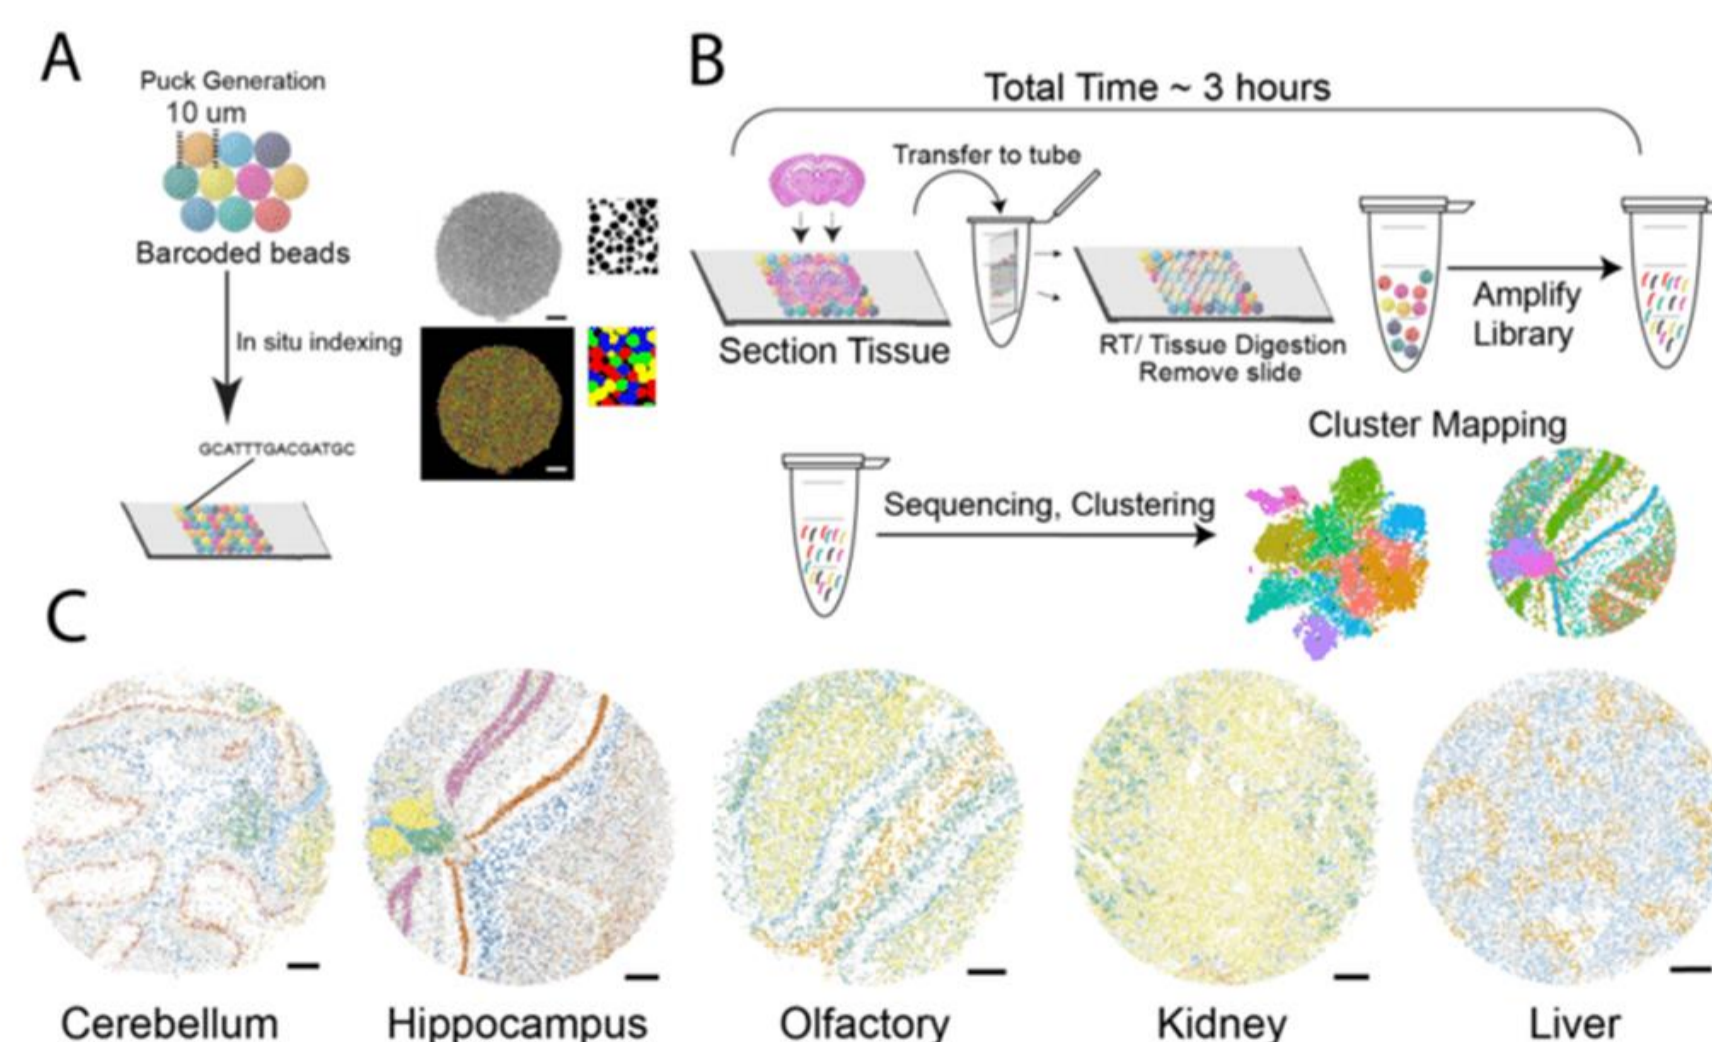 A
Puck Generation
10 um
Barcoded beads
In situ indexing
GCATTTGACGATGC
B
Total Time ~ 3 hours
Transfer to tube
Section Tissue
RT/ Tissue Digestion
Remove slide
Amplify
Library
Sequencing, Clustering
Cluster Mapping
C
Cerebellum
Hippocampus
Olfactory
Kidney
Liver